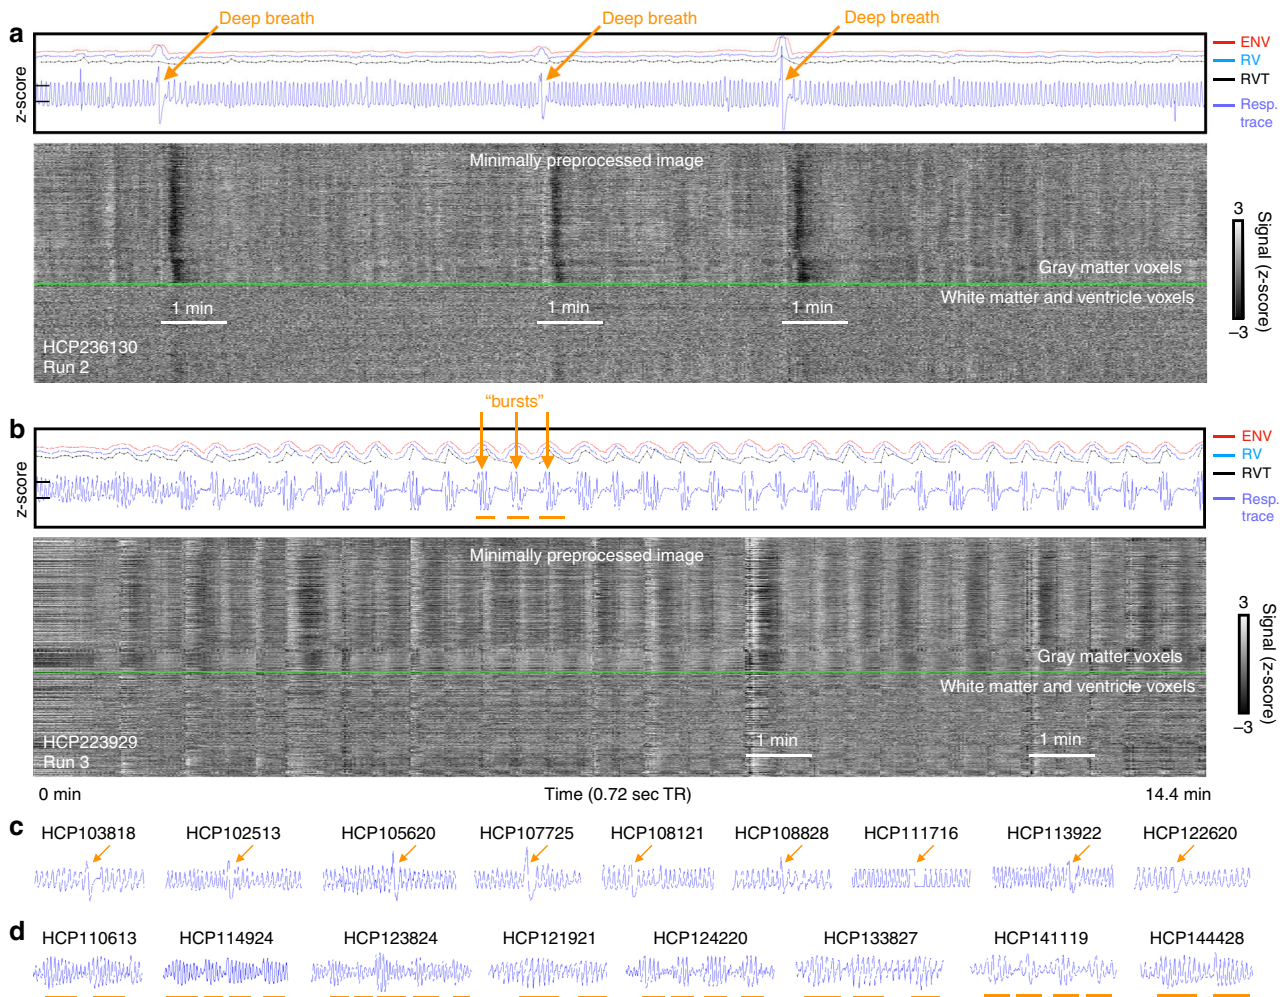 a
Deep breath
Deep breath
Deep breath
z-score
ENV
RV
RVT
Resp.
trace
Minimally preprocessed image
Gray matter voxels
White matter and ventricle voxels
1 min
1 min
1 min
HCP236130
Run 2
3
Signal (z-score)
–3
b
"bursts"
z-score
ENV
RV
RVT
Resp.
trace
Minimally preprocessed image
Gray matter voxels
White matter and ventricle voxels
1 min
1 min
HCP223929
Run 3
3
Signal (z-score)
–3
0 min
Time (0.72 sec TR)
14.4 min
c
HCP103818
HCP102513
HCP105620
HCP107725
HCP108121
HCP108828
HCP111716
HCP113922
HCP122620
d
HCP110613
HCP114924
HCP123824
HCP121921
HCP124220
HCP133827
HCP141119
HCP144428